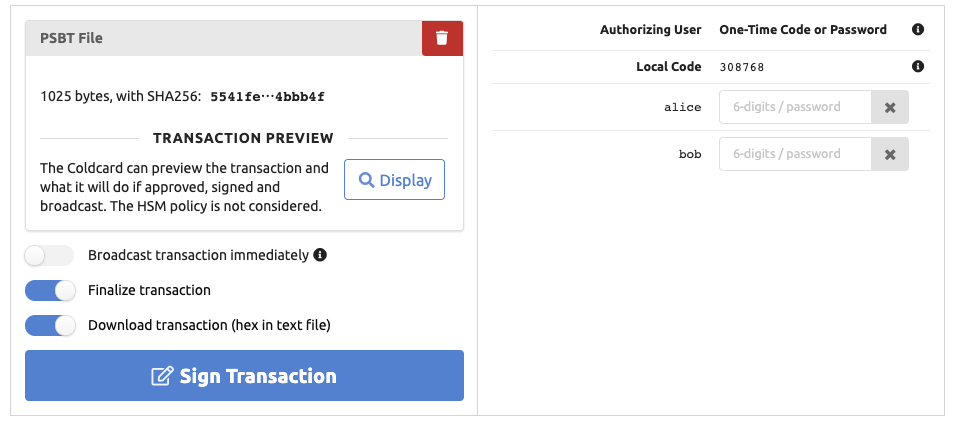 PSBT File
1025 bytes, with SHA256: 5541fe⋯4bbb4f
TRANSACTION PREVIEW
The Coldcard can preview the transaction and
what it will do if approved, signed and
broadcast. The HSM policy is not considered.
Display
Broadcast transaction immediately
Finalize transaction
Download transaction (hex in text file)
Sign Transaction
Authorizing User One-Time Code or Password
Local Code 308768
alice 6-digits / password
bob 6-digits / password